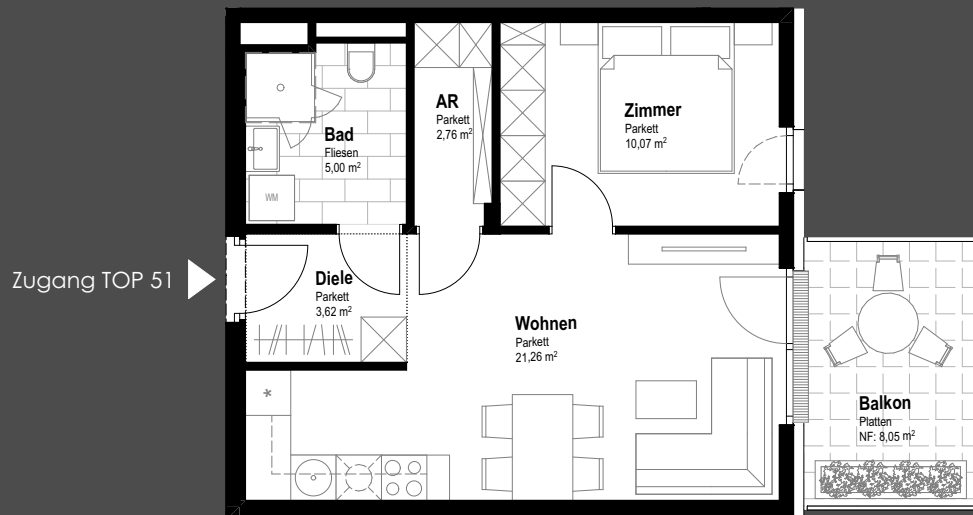 AR
Parkett
2,76 m²
Zimmer
Parkett
10,07 m²
Bad
Fliesen
5,00 m²
WM
Zugang TOP 51
Diele
Parkett
3,62 m²
Wohnen
Parkett
21,26 m²
*
Balkon
Platten
NF: 8,05 m²